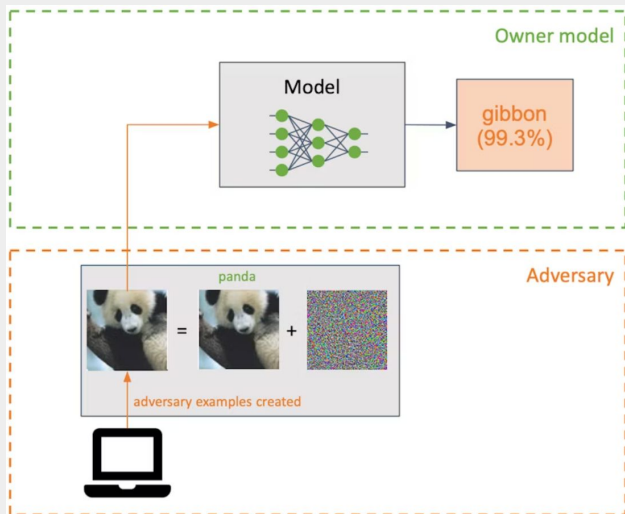 Owner model
Model
gibbon
(99.3%)
Adversary
panda
=
+
adversary examples created